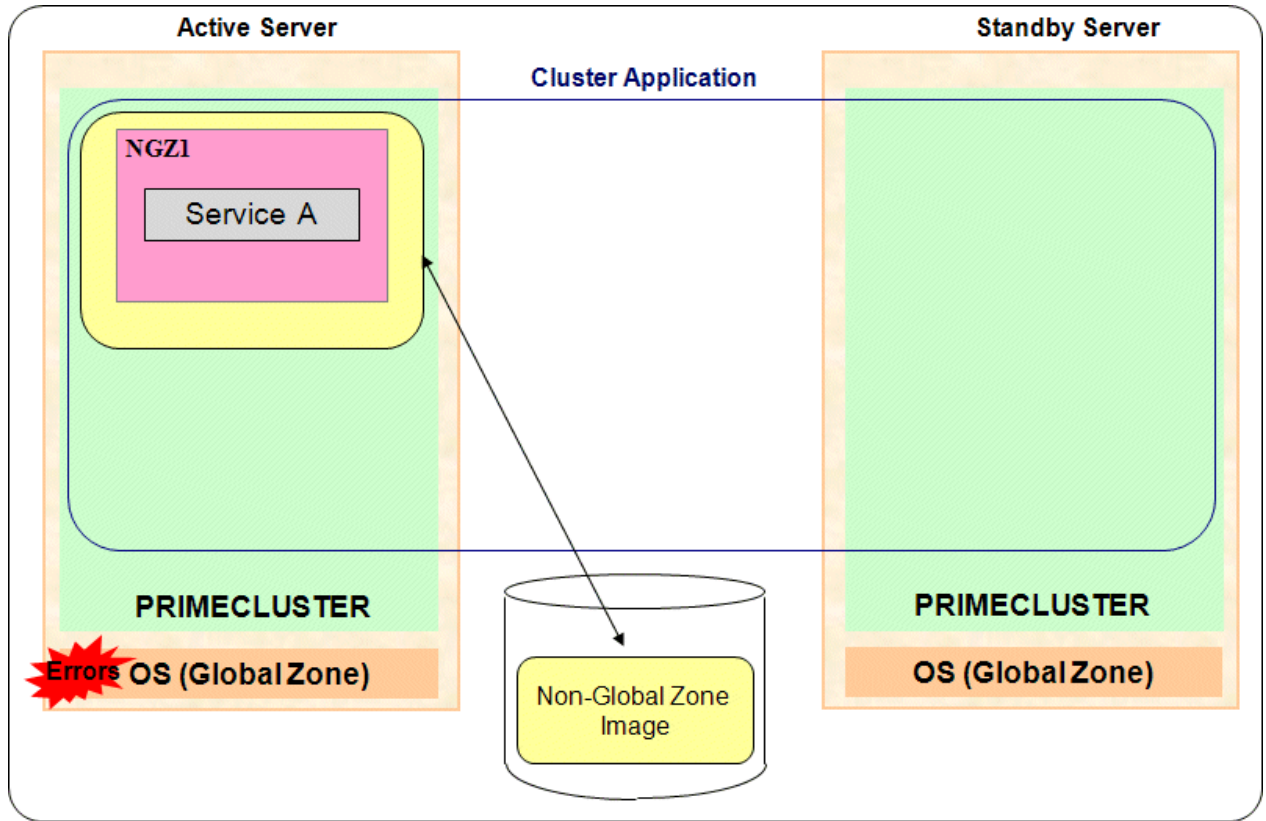 Active Server
Standby Server
Cluster Application
NGZ1
Service A
PRIMECLUSTER
PRIMECLUSTER
Errors
OS (Global Zone)
OS (Global Zone)
Non-Global Zone
Image